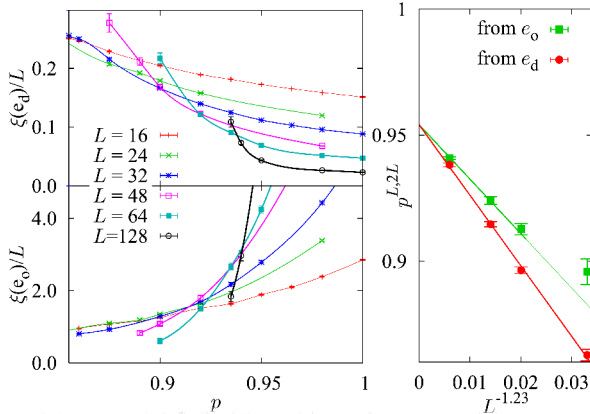 ξ(e_d)/L
0.2
0.1
0.0
L = 16
L = 24
L = 32
L = 48
L = 64
L=128
ξ(e_o)/L
4.0
2.0
0.0
0.9
0.95
1
p
from e_o
from e_d
p^{L,2L}
1
0.95
0.9
0
0.01
0.02
0.03
L^{-1.23}